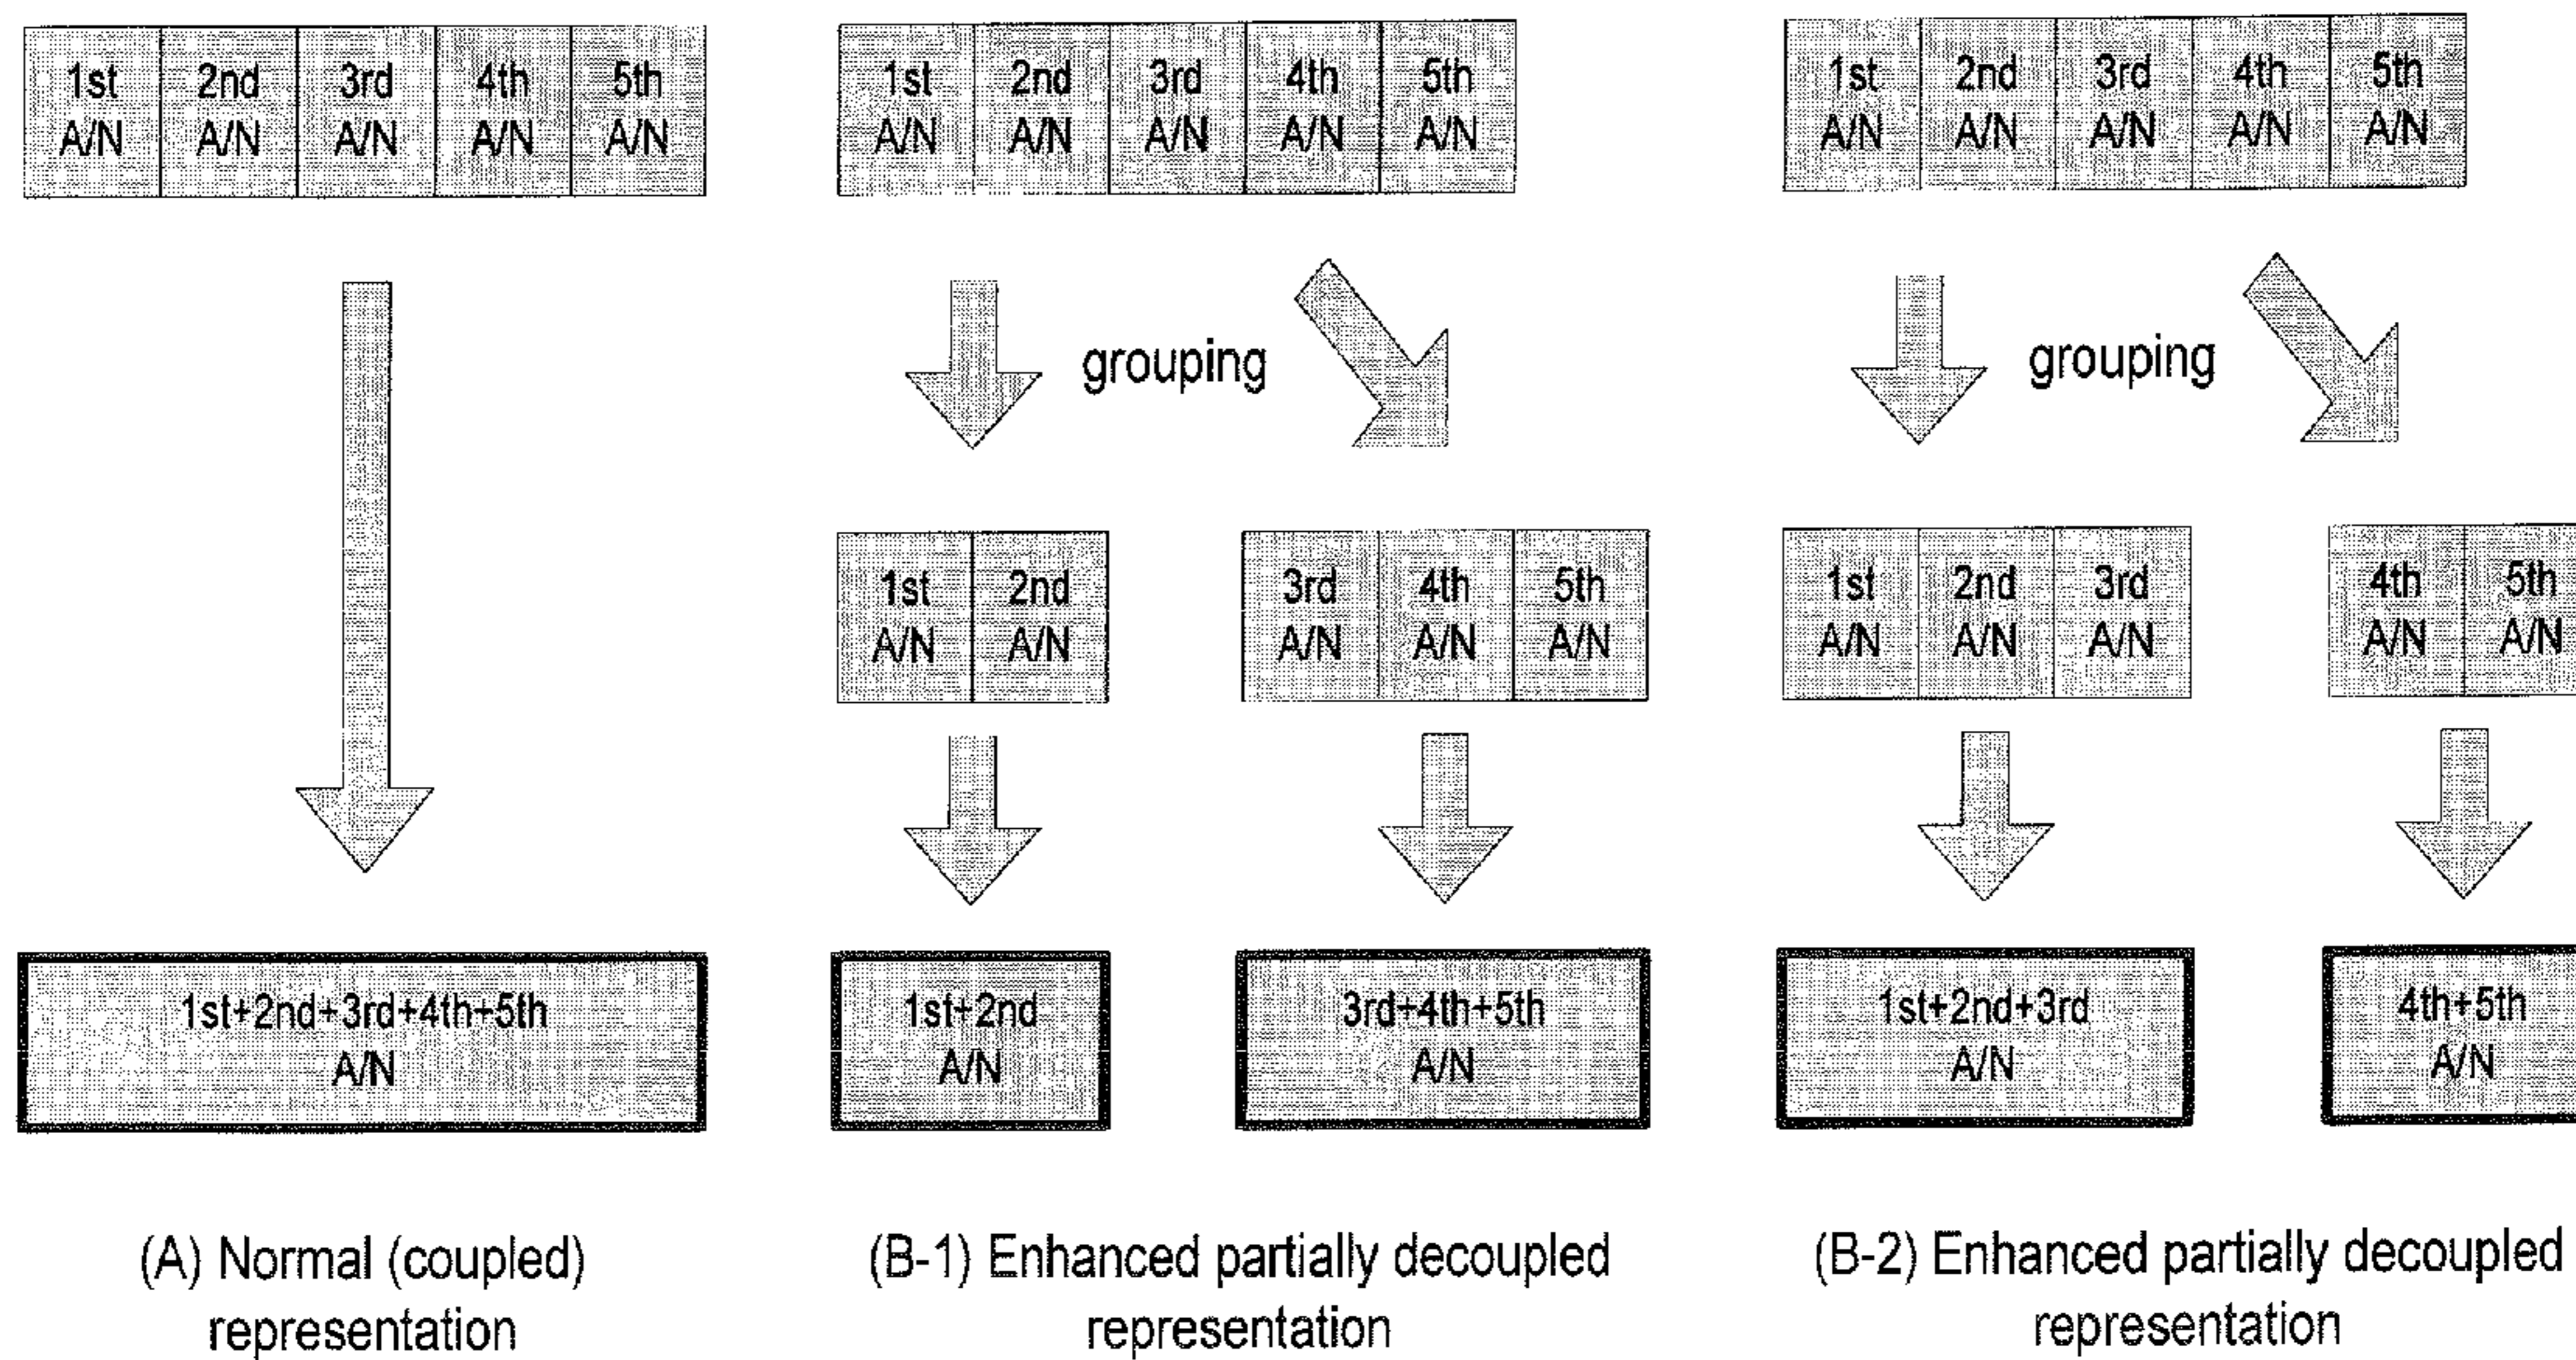 1st 2nd 3rd 4th 5th
A/N A/N A/N A/N A/N
1st 2nd 3rd 4th 5th
A/N A/N A/N A/N A/N
1st 2nd 3rd 4th 5th
A/N A/N A/N A/N A/N
grouping
grouping
1st 2nd
A/N A/N
3rd 4th 5th
A/N A/N A/N
1st 2nd 3rd
A/N A/N A/N
4th 5th
A/N A/N
1st+2nd+3rd+4th+5th
A/N
1st+2nd
A/N
3rd+4th+5th
A/N
1st+2nd+3rd
A/N
4th+5th
A/N
(A) Normal (coupled)
representation
(B-1) Enhanced partially decoupled
representation
(B-2) Enhanced partially decoupled
representation